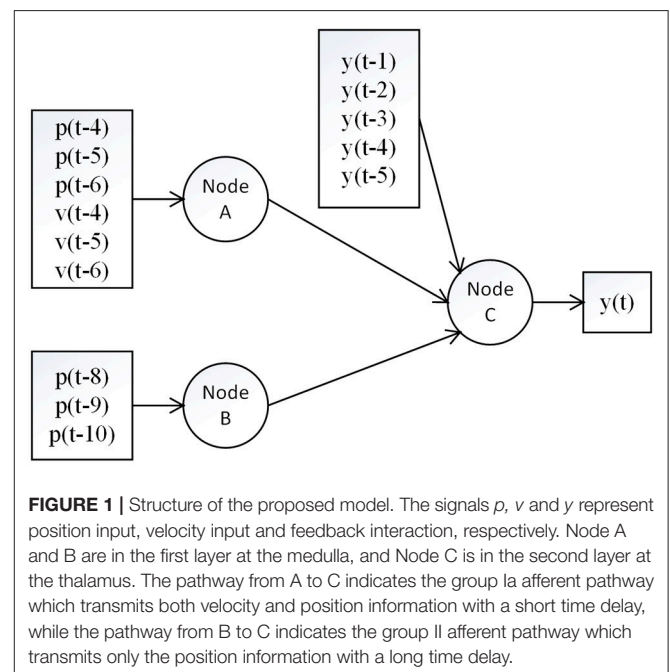 y(t-1)
y(t-2)
y(t-3)
y(t-4)
y(t-5)
p(t-4)
p(t-5)
p(t-6)
v(t-4)
v(t-5)
v(t-6)
Node
A
Node
C
y(t)
p(t-8)
p(t-9)
p(t-10)
Node
B
FIGURE 1 | Structure of the proposed model. The signals p, v and y represent
position input, velocity input and feedback interaction, respectively. Node A
and B are in the first layer at the medulla, and Node C is in the second layer at
the thalamus. The pathway from A to C indicates the group Ia afferent pathway
which transmits both velocity and position information with a short time delay,
while the pathway from B to C indicates the group II afferent pathway which
transmits only the position information with a long time delay.